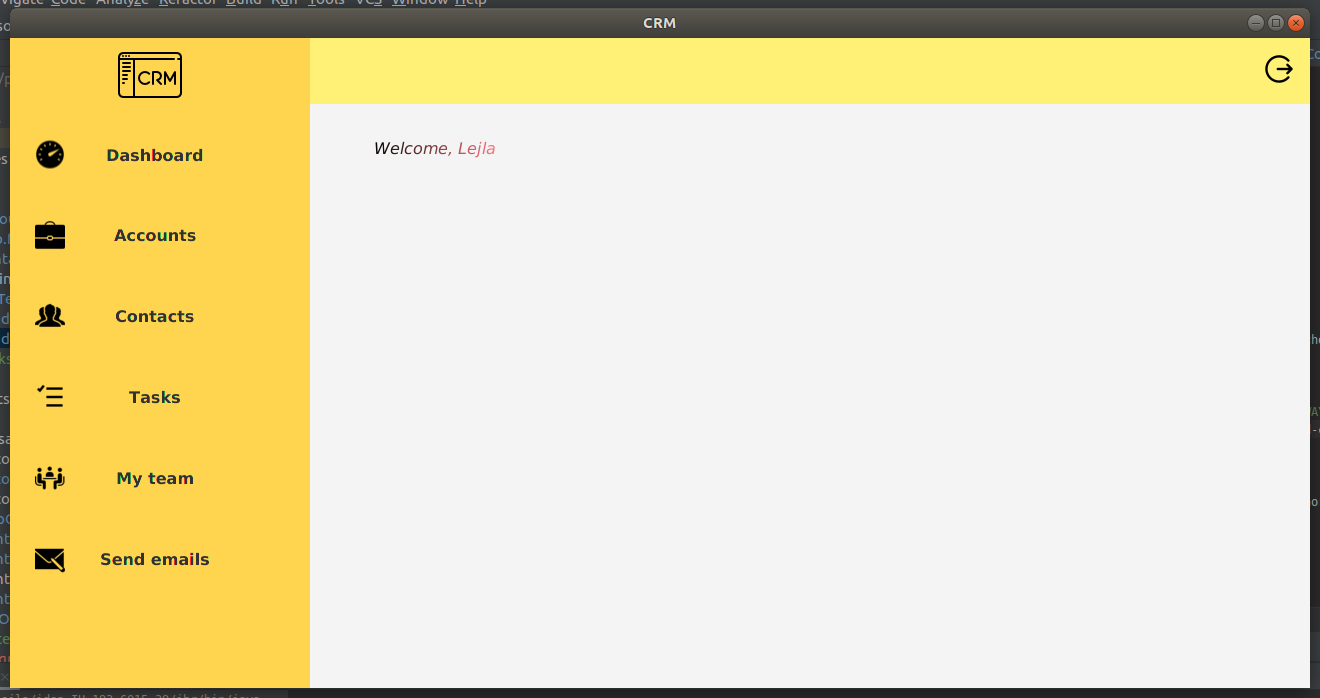 Code Analyze Refactor Build Run Tools VCS Window Help
CRM
CRM
Welcome, Lejla
Dashboard
Accounts
Contacts
Tasks
My team
Send emails